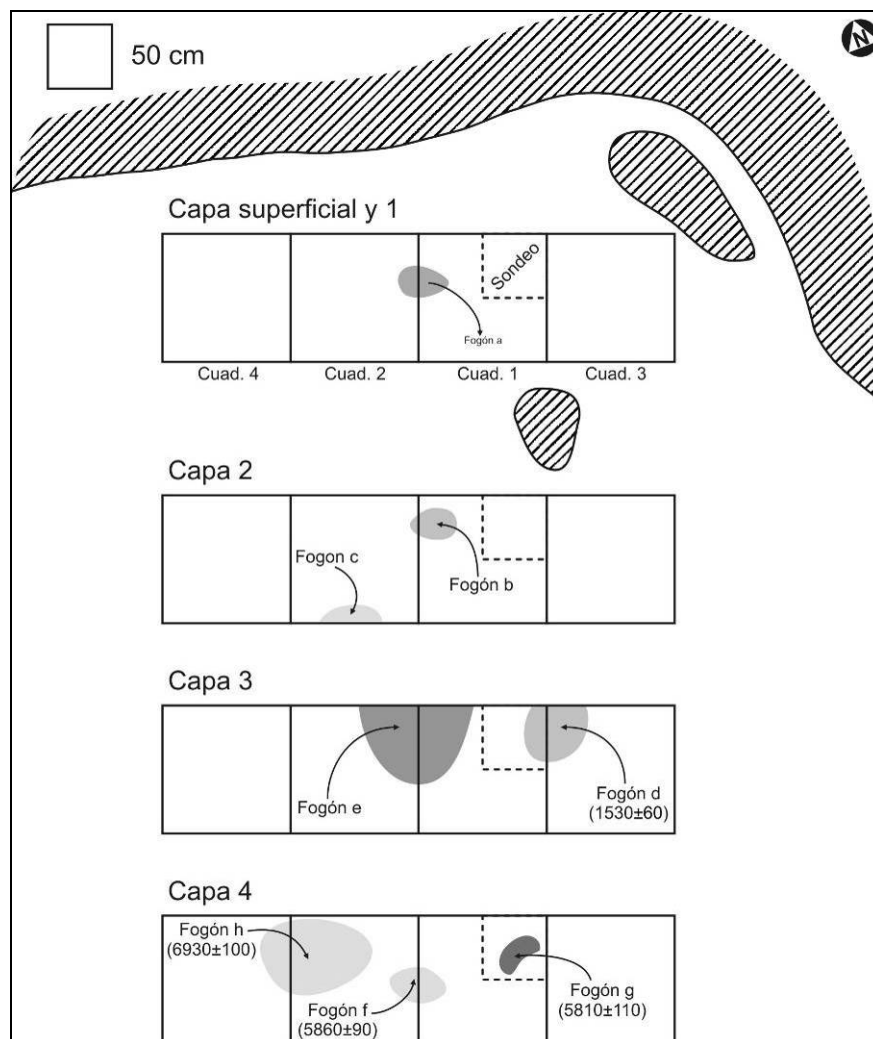 50 cm
N
Capa superficial y 1
Sondeo
Fogón a
Cuad. 4 Cuad. 2 Cuad. 1 Cuad. 3
Capa 2
Fogon c
Fogón b
Capa 3
Fogón e
Fogón d
(1530±60)
Capa 4
Fogón h
(6930±100)
Fogón f
(5860±90)
Fogón g
(5810±110)